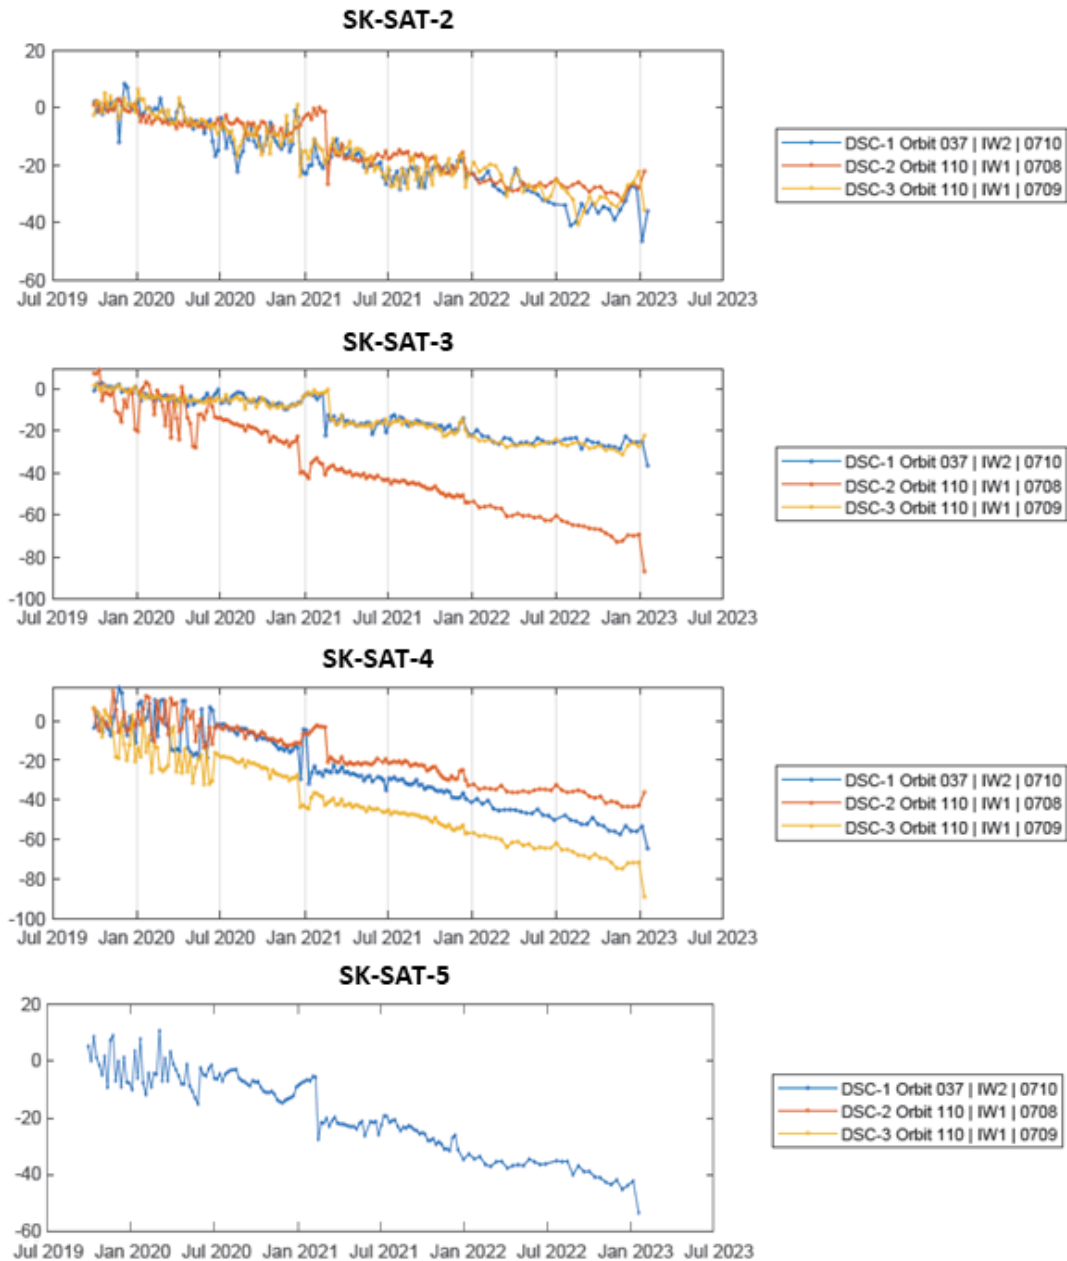 SK-SAT-2
20
0
-20
-40
-60
Jul 2019 Jan 2020 Jul 2020 Jan 2021 Jul 2021 Jan 2022 Jul 2022 Jan 2023 Jul 2023
DSC-1 Orbit 037 | IW2 | 0710
DSC-2 Orbit 110 | IW1 | 0708
DSC-3 Orbit 110 | IW1 | 0709
SK-SAT-3
0
-20
-40
-60
-80
-100
Jul 2019 Jan 2020 Jul 2020 Jan 2021 Jul 2021 Jan 2022 Jul 2022 Jan 2023 Jul 2023
DSC-1 Orbit 037 | IW2 | 0710
DSC-2 Orbit 110 | IW1 | 0708
DSC-3 Orbit 110 | IW1 | 0709
SK-SAT-4
0
-20
-40
-60
-80
-100
Jul 2019 Jan 2020 Jul 2020 Jan 2021 Jul 2021 Jan 2022 Jul 2022 Jan 2023 Jul 2023
DSC-1 Orbit 037 | IW2 | 0710
DSC-2 Orbit 110 | IW1 | 0708
DSC-3 Orbit 110 | IW1 | 0709
SK-SAT-5
20
0
-20
-40
-60
Jul 2019 Jan 2020 Jul 2020 Jan 2021 Jul 2021 Jan 2022 Jul 2022 Jan 2023 Jul 2023
DSC-1 Orbit 037 | IW2 | 0710
DSC-2 Orbit 110 | IW1 | 0708
DSC-3 Orbit 110 | IW1 | 0709